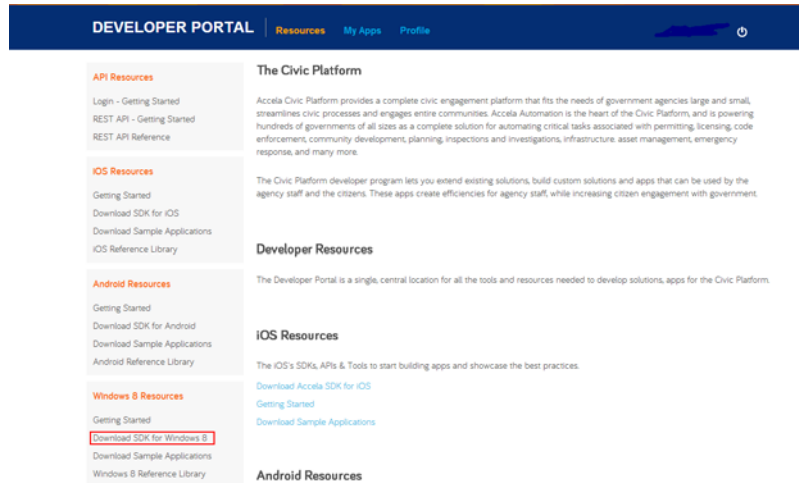 DEVELOPER PORTAL
Resources
My Apps
Profile
API Resources
Login - Getting Started
REST API - Getting Started
REST API Reference
iOS Resources
Getting Started
Download SDK for iOS
Download Sample Applications
iOS Reference Library
Android Resources
Getting Started
Download SDK for Android
Download Sample Applications
Android Reference Library
Windows 8 Resources
Getting Started
Download SDK for Windows 8
Download Sample Applications
Windows 8 Reference Library
The Civic Platform
Accela Civic Platform provides a complete civic engagement platform that fits the needs of government agencies large and small,
streamlines civic processes and engages entire communities. Accela Automation is the heart of the Civic Platform, and is powering
hundreds of governments of all sizes as a complete solution for automating critical tasks associated with permitting, licensing, code
enforcement, community development, planning, inspections and investigations, infrastructure. asset management, emergency
response, and many more.
The Civic Platform developer program lets you extend existing solutions, build custom solutions and apps that can be used by the
agency staff and the citizens. These apps create efficiencies for agency staff, while increasing citizen engagement with government.
Developer Resources
The Developer Portal is a single, central location for all the tools and resources needed to develop solutions, apps for the Civic Platform.
iOS Resources
The iOS's SDKs, APIs & Tools to start building apps and showcase the best practices.
Download Accela SDK for iOS
Getting Started
Download Sample Applications
Android Resources